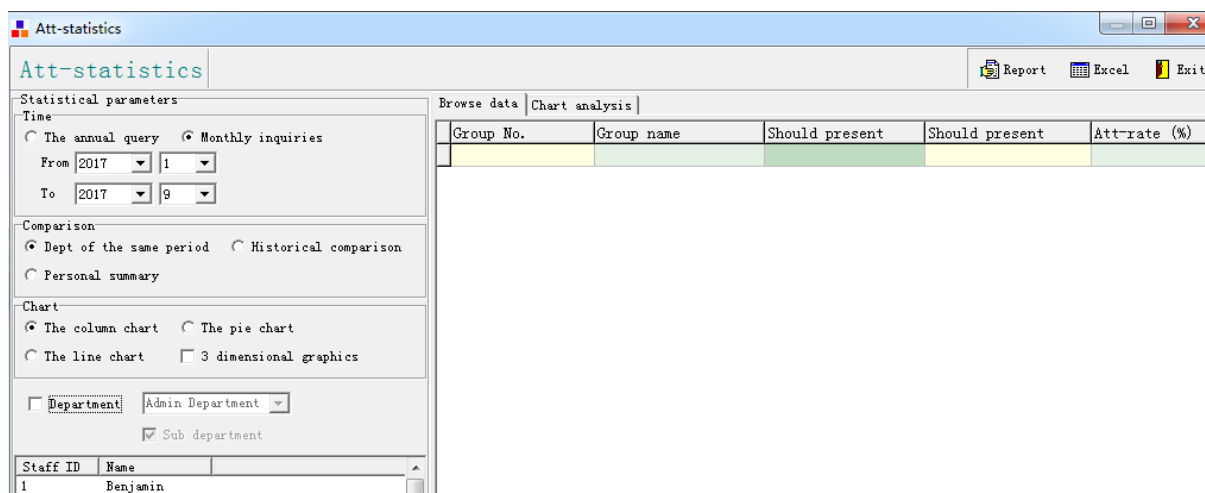 Att-statistics
Att-statistics
Report Excel Exit
Statistical parameters
Time
The annual query Monthly inquiries
From 2017 1
To 2017 9
Comparison
Dept of the same period Historical comparison
Personal summary
Chart
The column chart The pie chart
The line chart 3 dimensional graphics
Department Admin Department
Sub department
Staff ID Name
1 Benjamin
Browse data Chart analysis
Group No. Group name Should present Should present Att-rate (%)